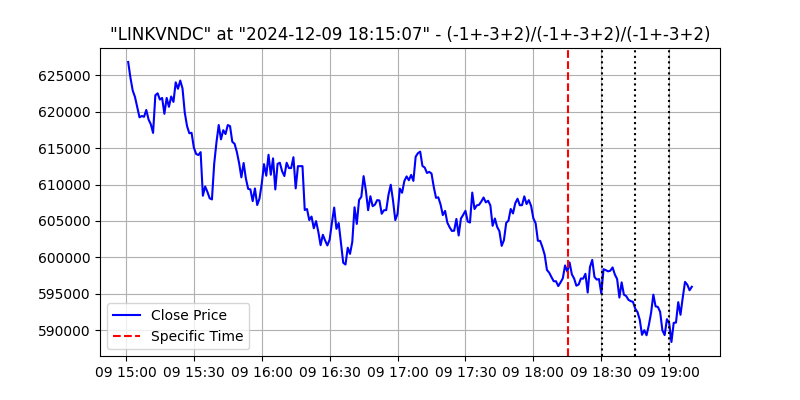 "LINKVNDC" at "2024-12-09 18:15:07" - (-1+-3+2)/(-1+-3+2)/(-1+-3+2)
625000
620000
615000
610000
605000
600000
595000
590000
Close Price
Specific Time
09 15:00 09 15:30 09 16:00 09 16:30 09 17:00 09 17:30 09 18:00 09 18:30 09 19:00